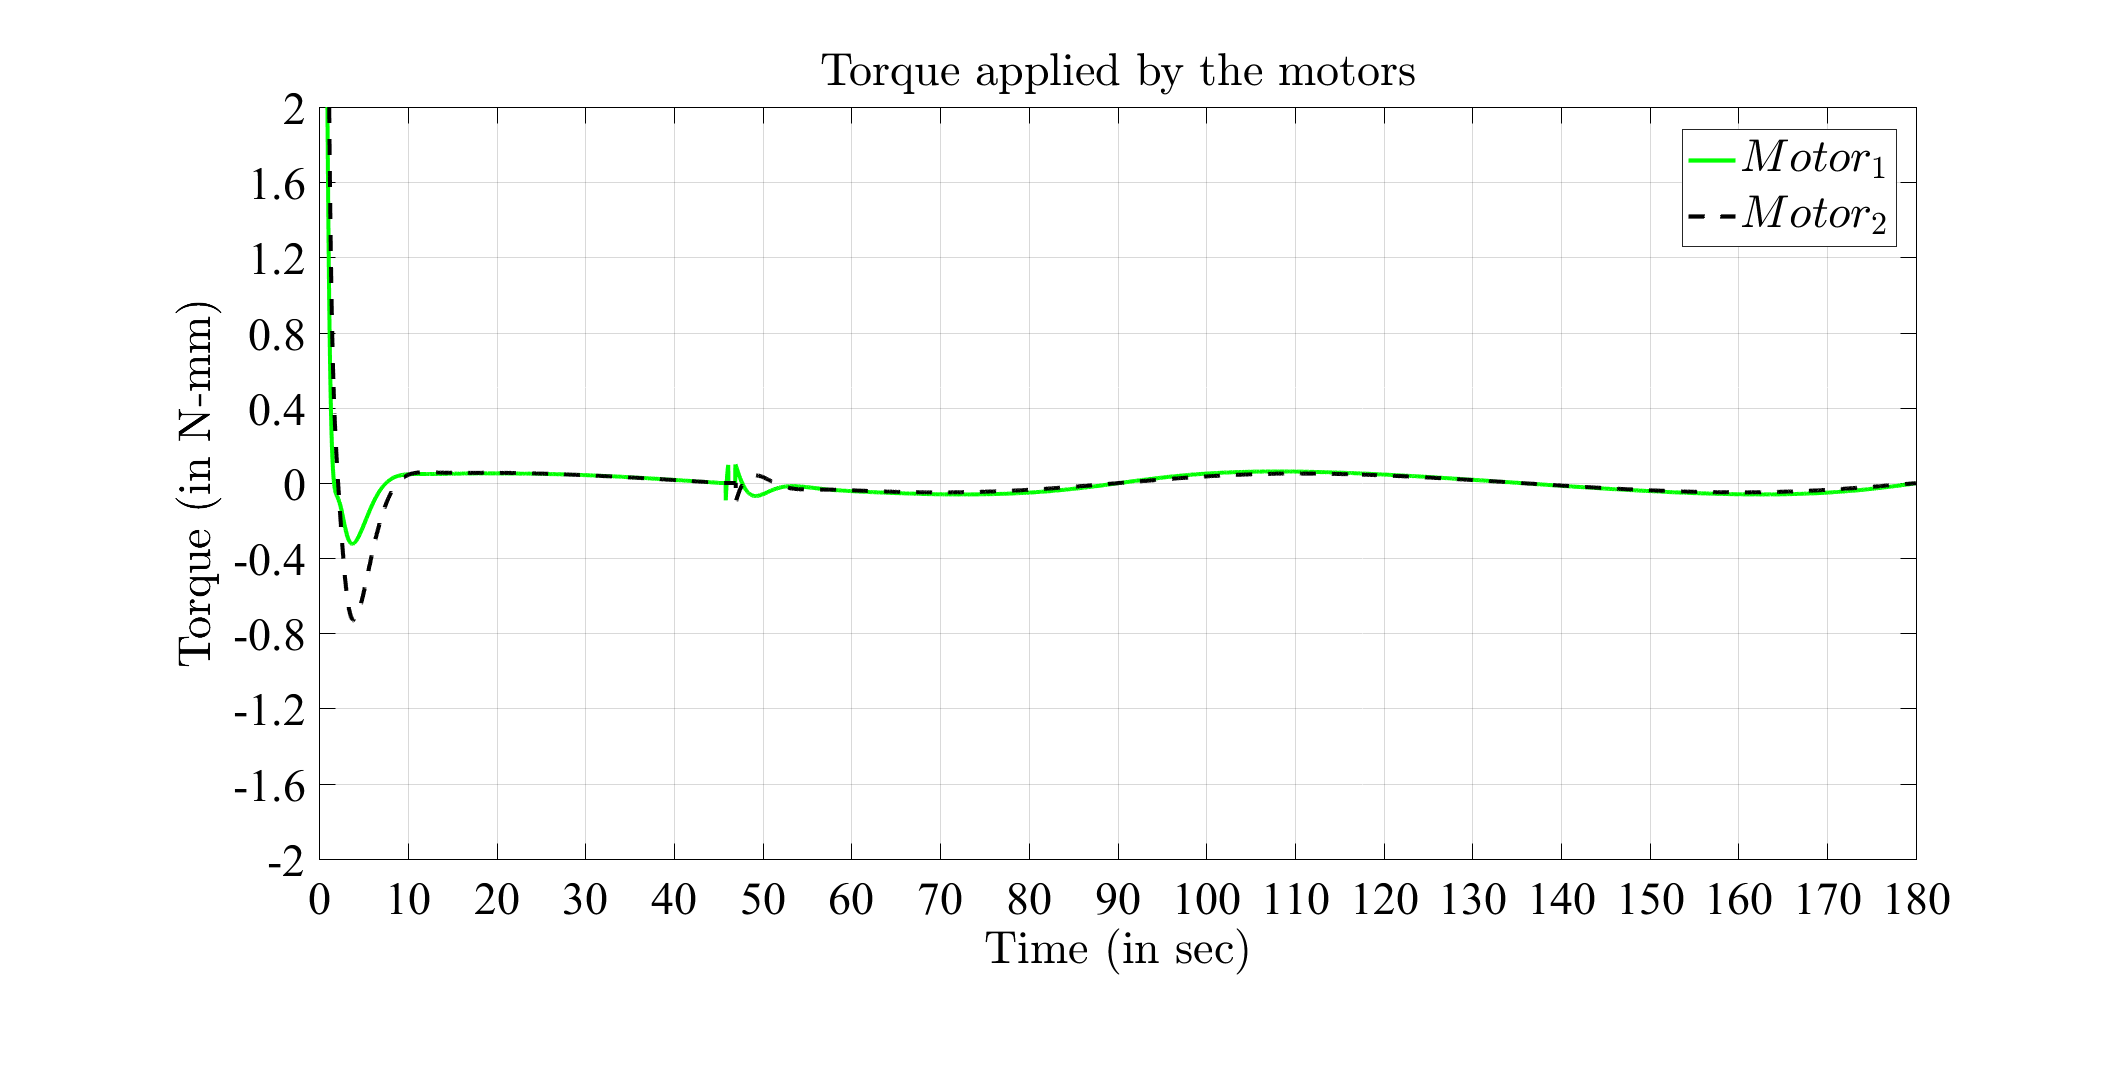 Torque applied by the motors
Motor₁
Motor₂
Torque (in N-mm)
2
1.6
1.2
0.8
0.4
0
-0.4
-0.8
-1.2
-1.6
-2
0 10 20 30 40 50 60 70 80 90 100 110 120 130 140 150 160 170 180
Time (in sec)